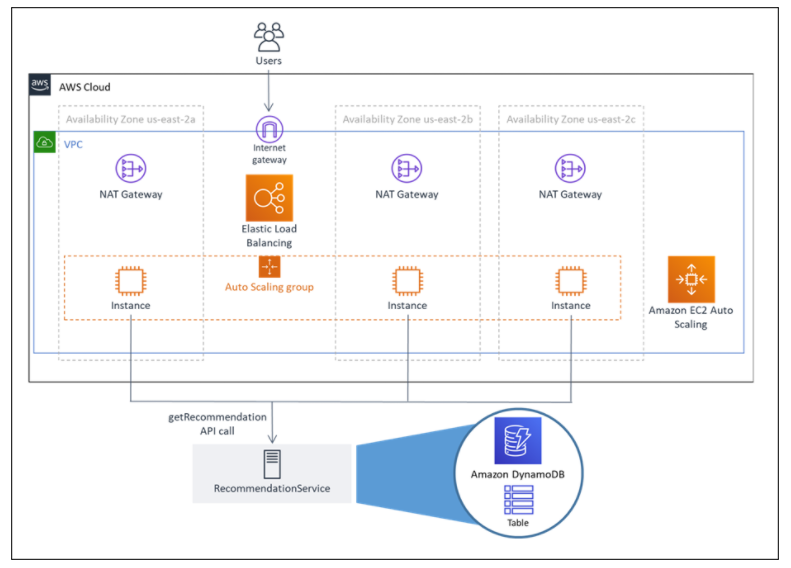 Users
aws
AWS Cloud
Availability Zone us-east-2a
Availability Zone us-east-2b
Availability Zone us-east-2c
VPC
Internet
gateway
NAT Gateway
NAT Gateway
NAT Gateway
Elastic Load
Balancing
Auto Scaling group
Instance
Instance
Instance
Amazon EC2 Auto
Scaling
getRecommendation
API call
RecommendationService
Amazon DynamoDB
Table